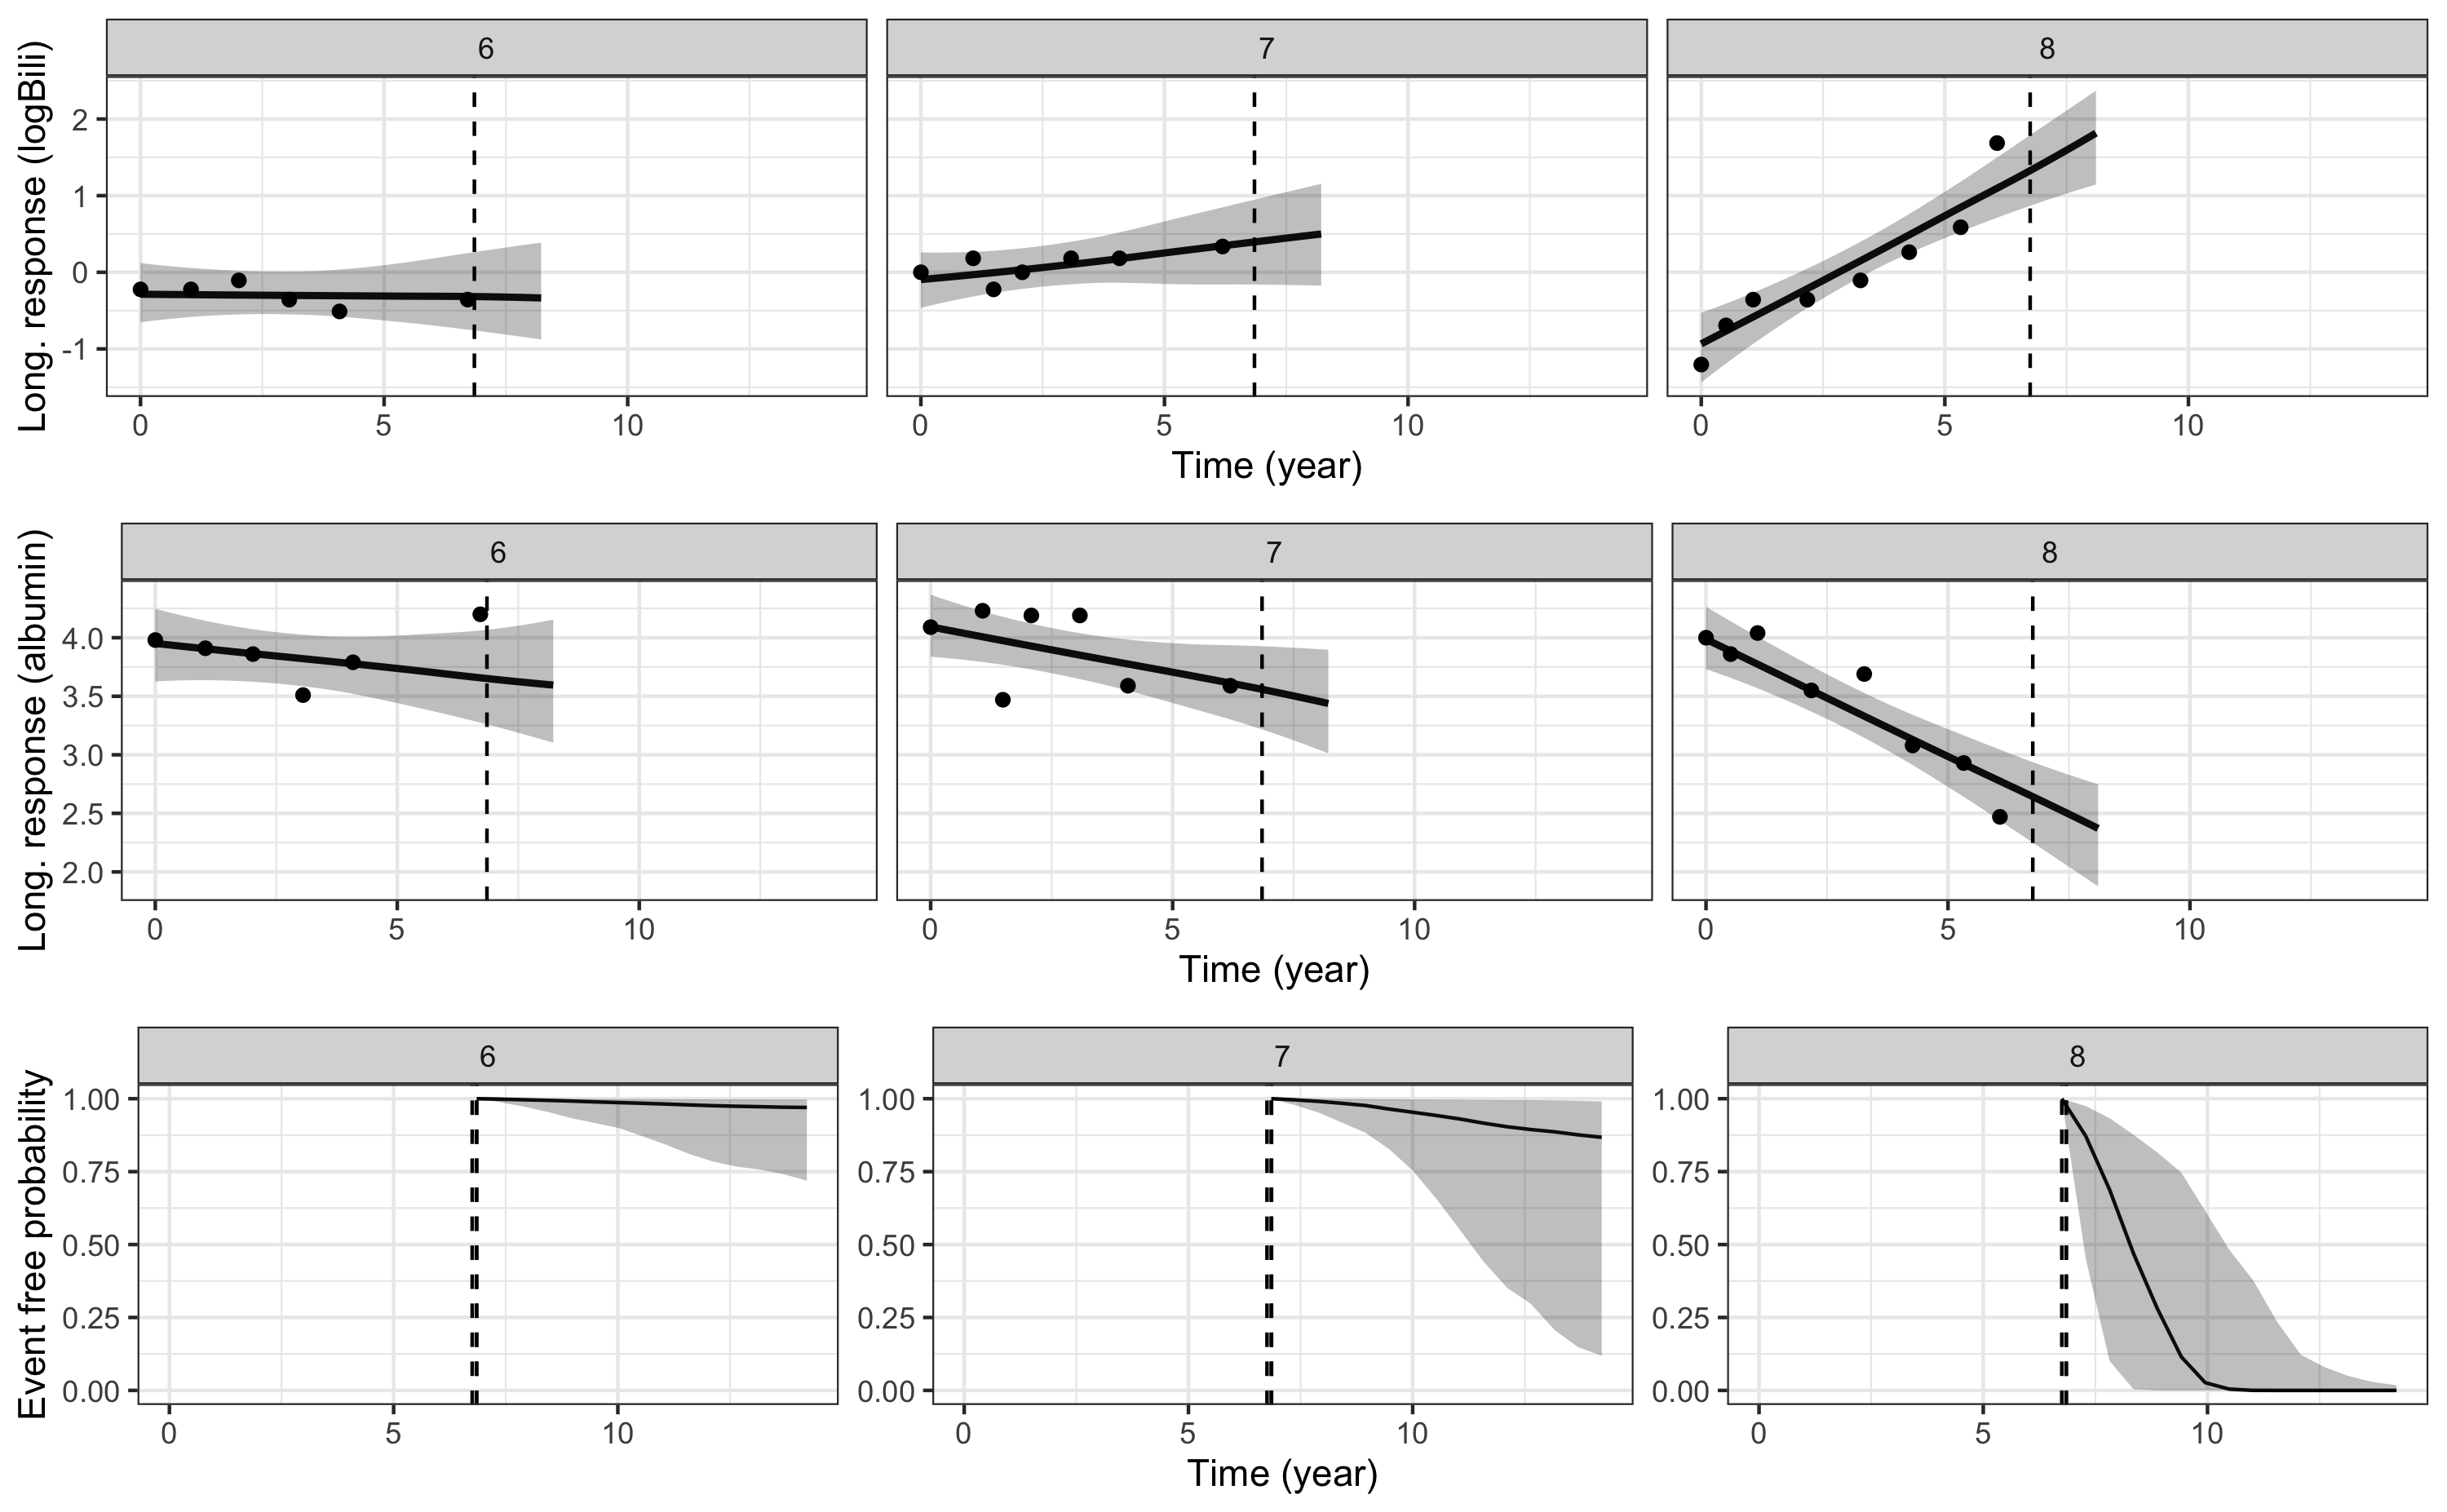 6 7 8
Long. response (logBili)
2
1
0
-1
0 5 10 0 5 10 0 5 10
Time (year)
6 7 8
Long. response (albumin)
4.0
3.5
3.0
2.5
2.0
0 5 10 0 5 10 0 5 10
Time (year)
6 7 8
Event free probability
1.00 1.00 1.00
0.75 0.75 0.75
0.50 0.50 0.50
0.25 0.25 0.25
0.00 0.00 0.00
0 5 10 0 5 10 0 5 10
Time (year)